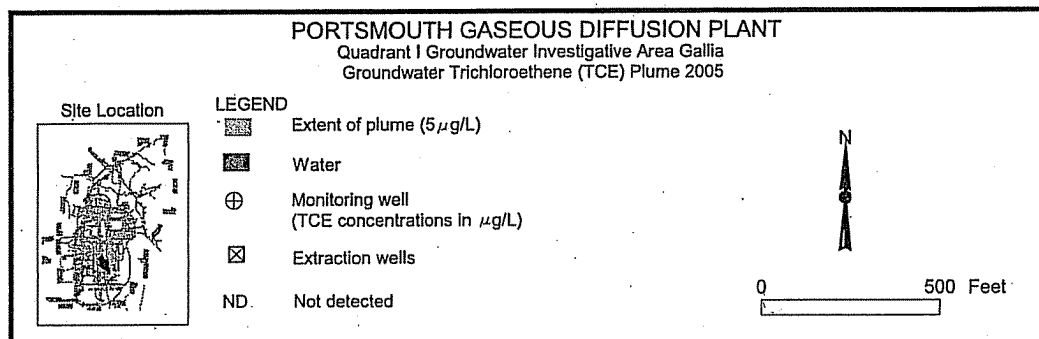 PORTSMOUTH GASEOUS DIFFUSION PLANT
Quadrant I Groundwater Investigative Area Gallia
Groundwater Trichloroethene (TCE) Plume 2005
Site Location
LEGEND
Extent of plume (5µg/L)
Water
Monitoring well
(TCE concentrations in µg/L)
Extraction wells
ND Not detected
N
0 500 Feet